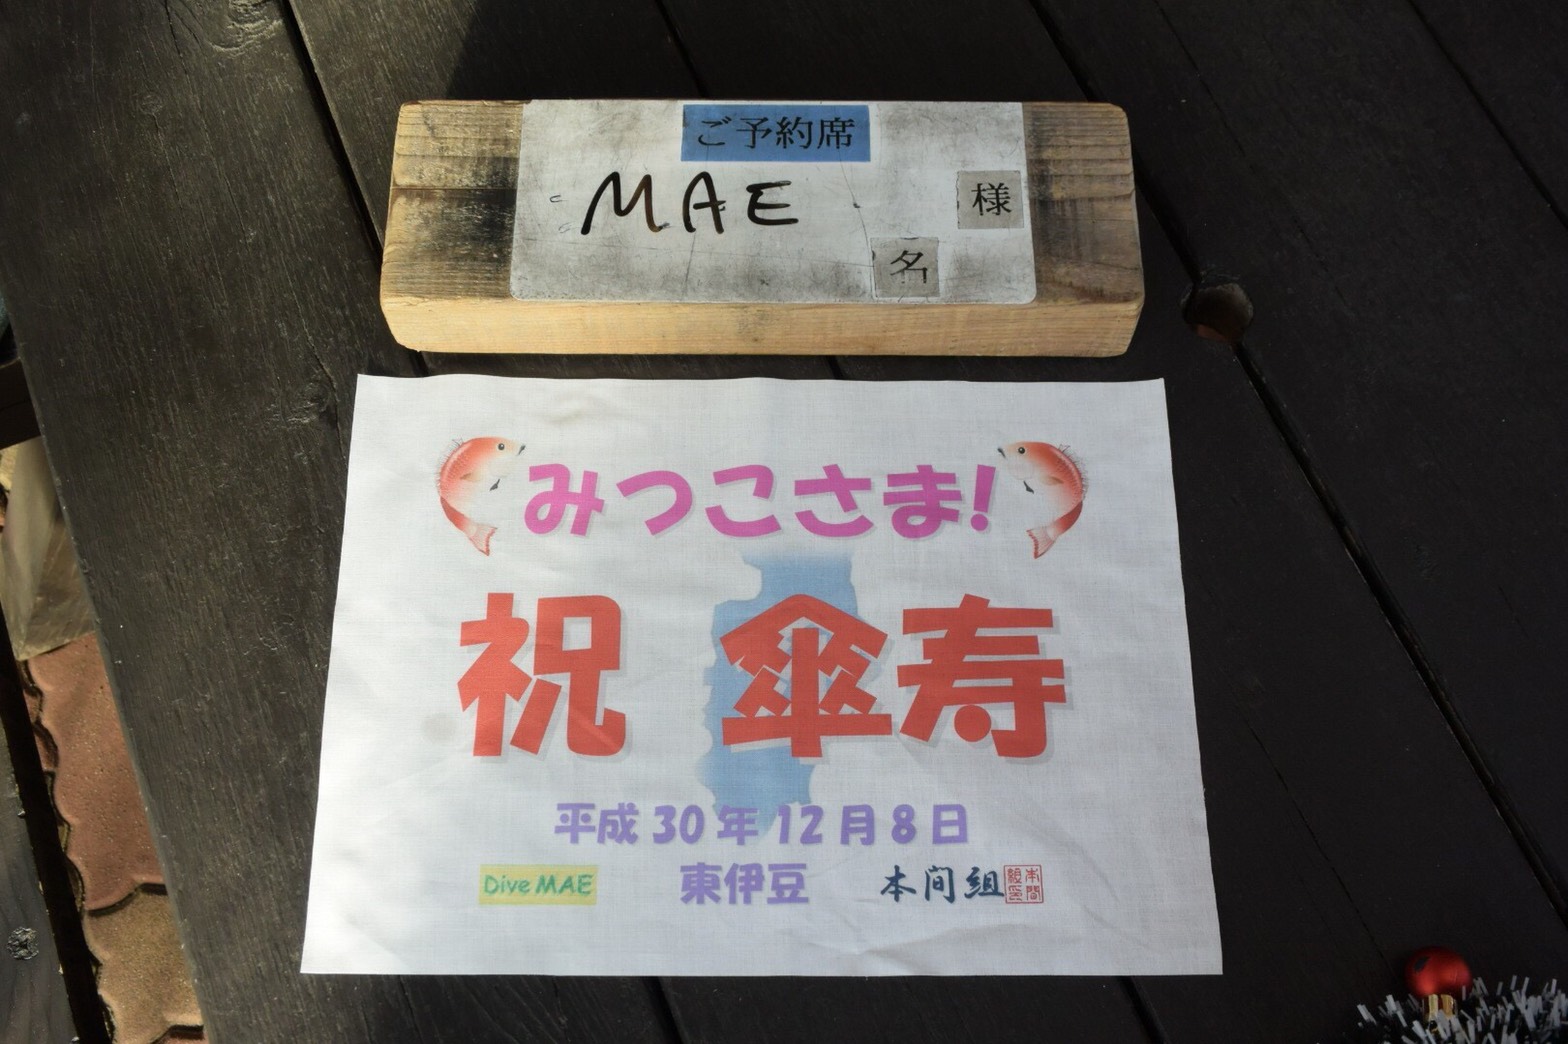 ご予約席
MAE 様
名
みつこさま!
祝 傘寿
平成30年12月8日
Dive MAE 東伊豆 本間組